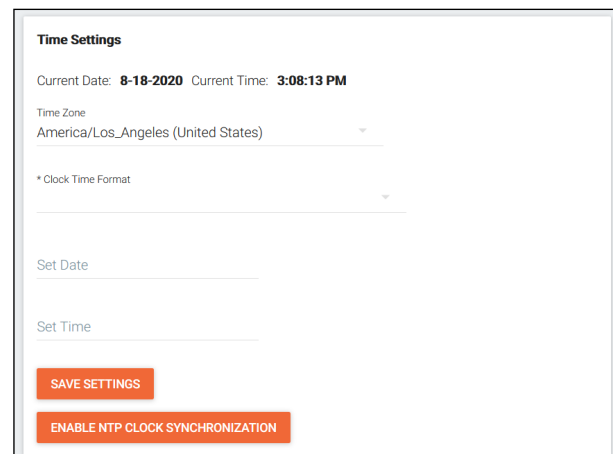 Time Settings
Current Date: 8-18-2020 Current Time: 3:08:13 PM
Time Zone
America/Los_Angeles (United States)
* Clock Time Format
Set Date
Set Time
SAVE SETTINGS
ENABLE NTP CLOCK SYNCHRONIZATION